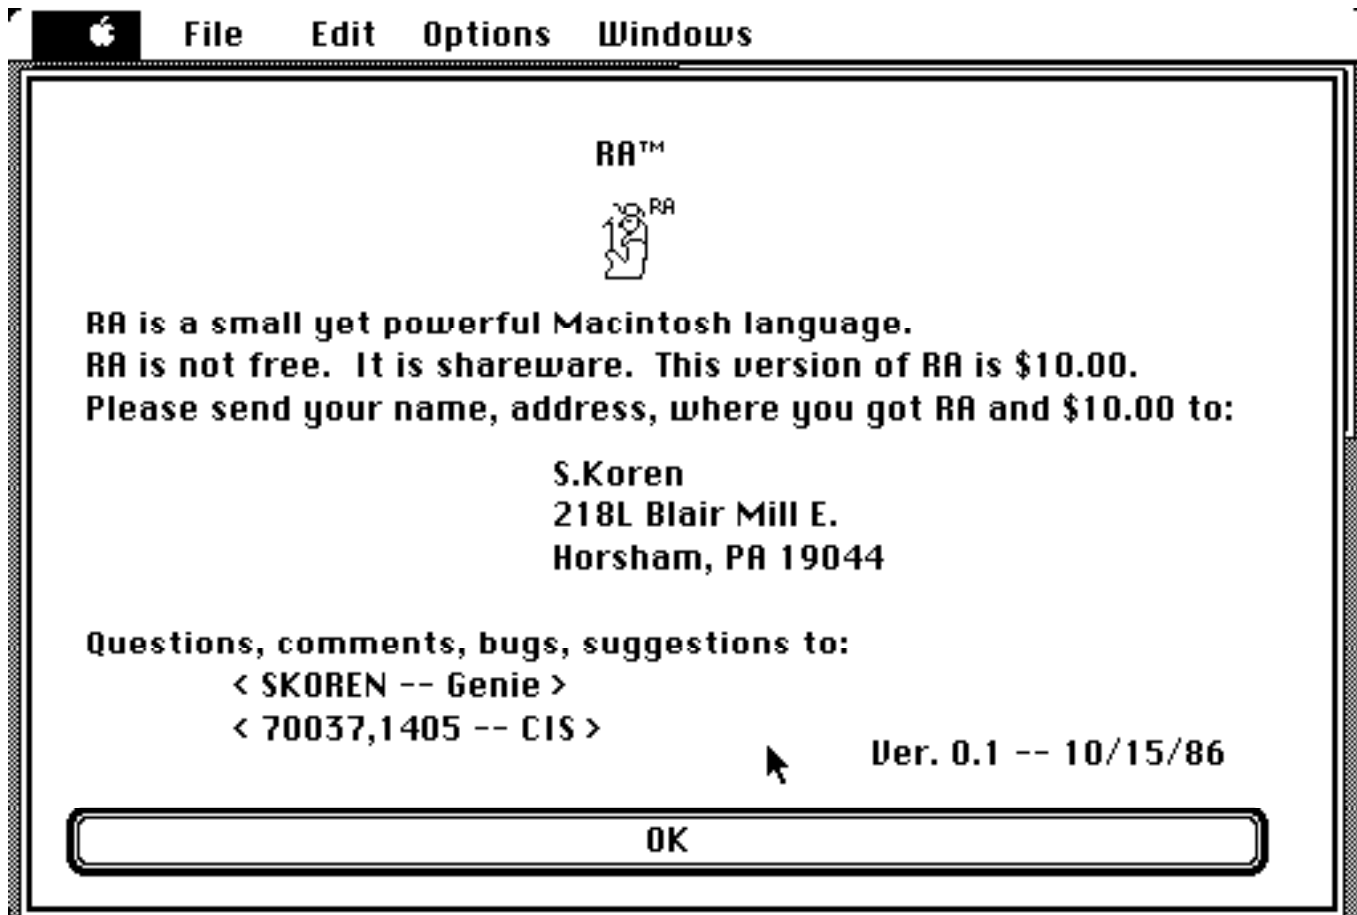 File Edit Options Windows
RA™
RA
RA is a small yet powerful Macintosh language.
RA is not free.  It is shareware.  This version of RA is $10.00.
Please send your name, address, where you got RA and $10.00 to:
S.Koren
218L Blair Mill E.
Horsham, PA 19044
Questions, comments, bugs, suggestions to:
< SKOREN -- Genie >
< 70037,1405 -- CIS >
Ver. 0.1 -- 10/15/86
OK